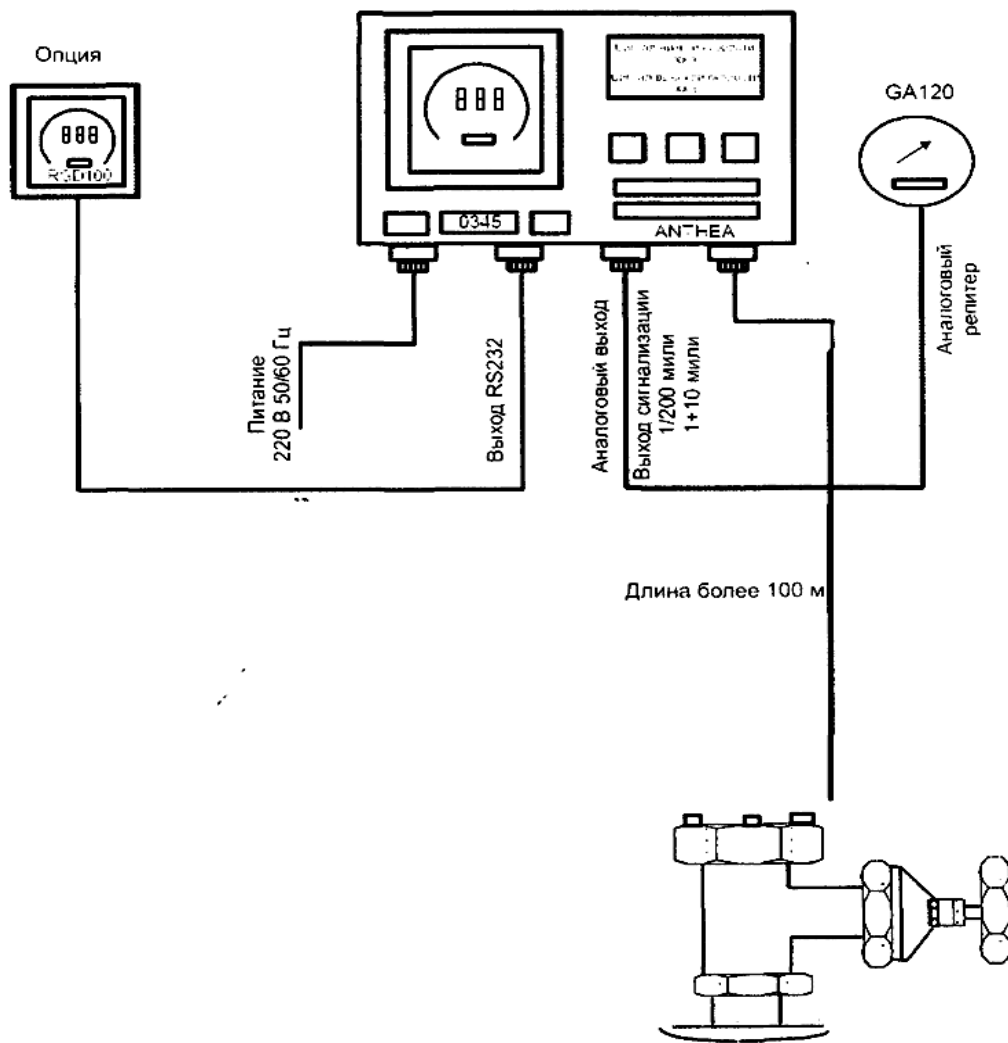 Опция
888
RGD100
888
0345
ANTHEA
GA120
Питание
220 В 50/60 Гц
Выход RS232
Аналоговый выход
Выход сигнализации
1/200 мили
1+10 мили
Аналоговый
репитер
Длина более 100 м